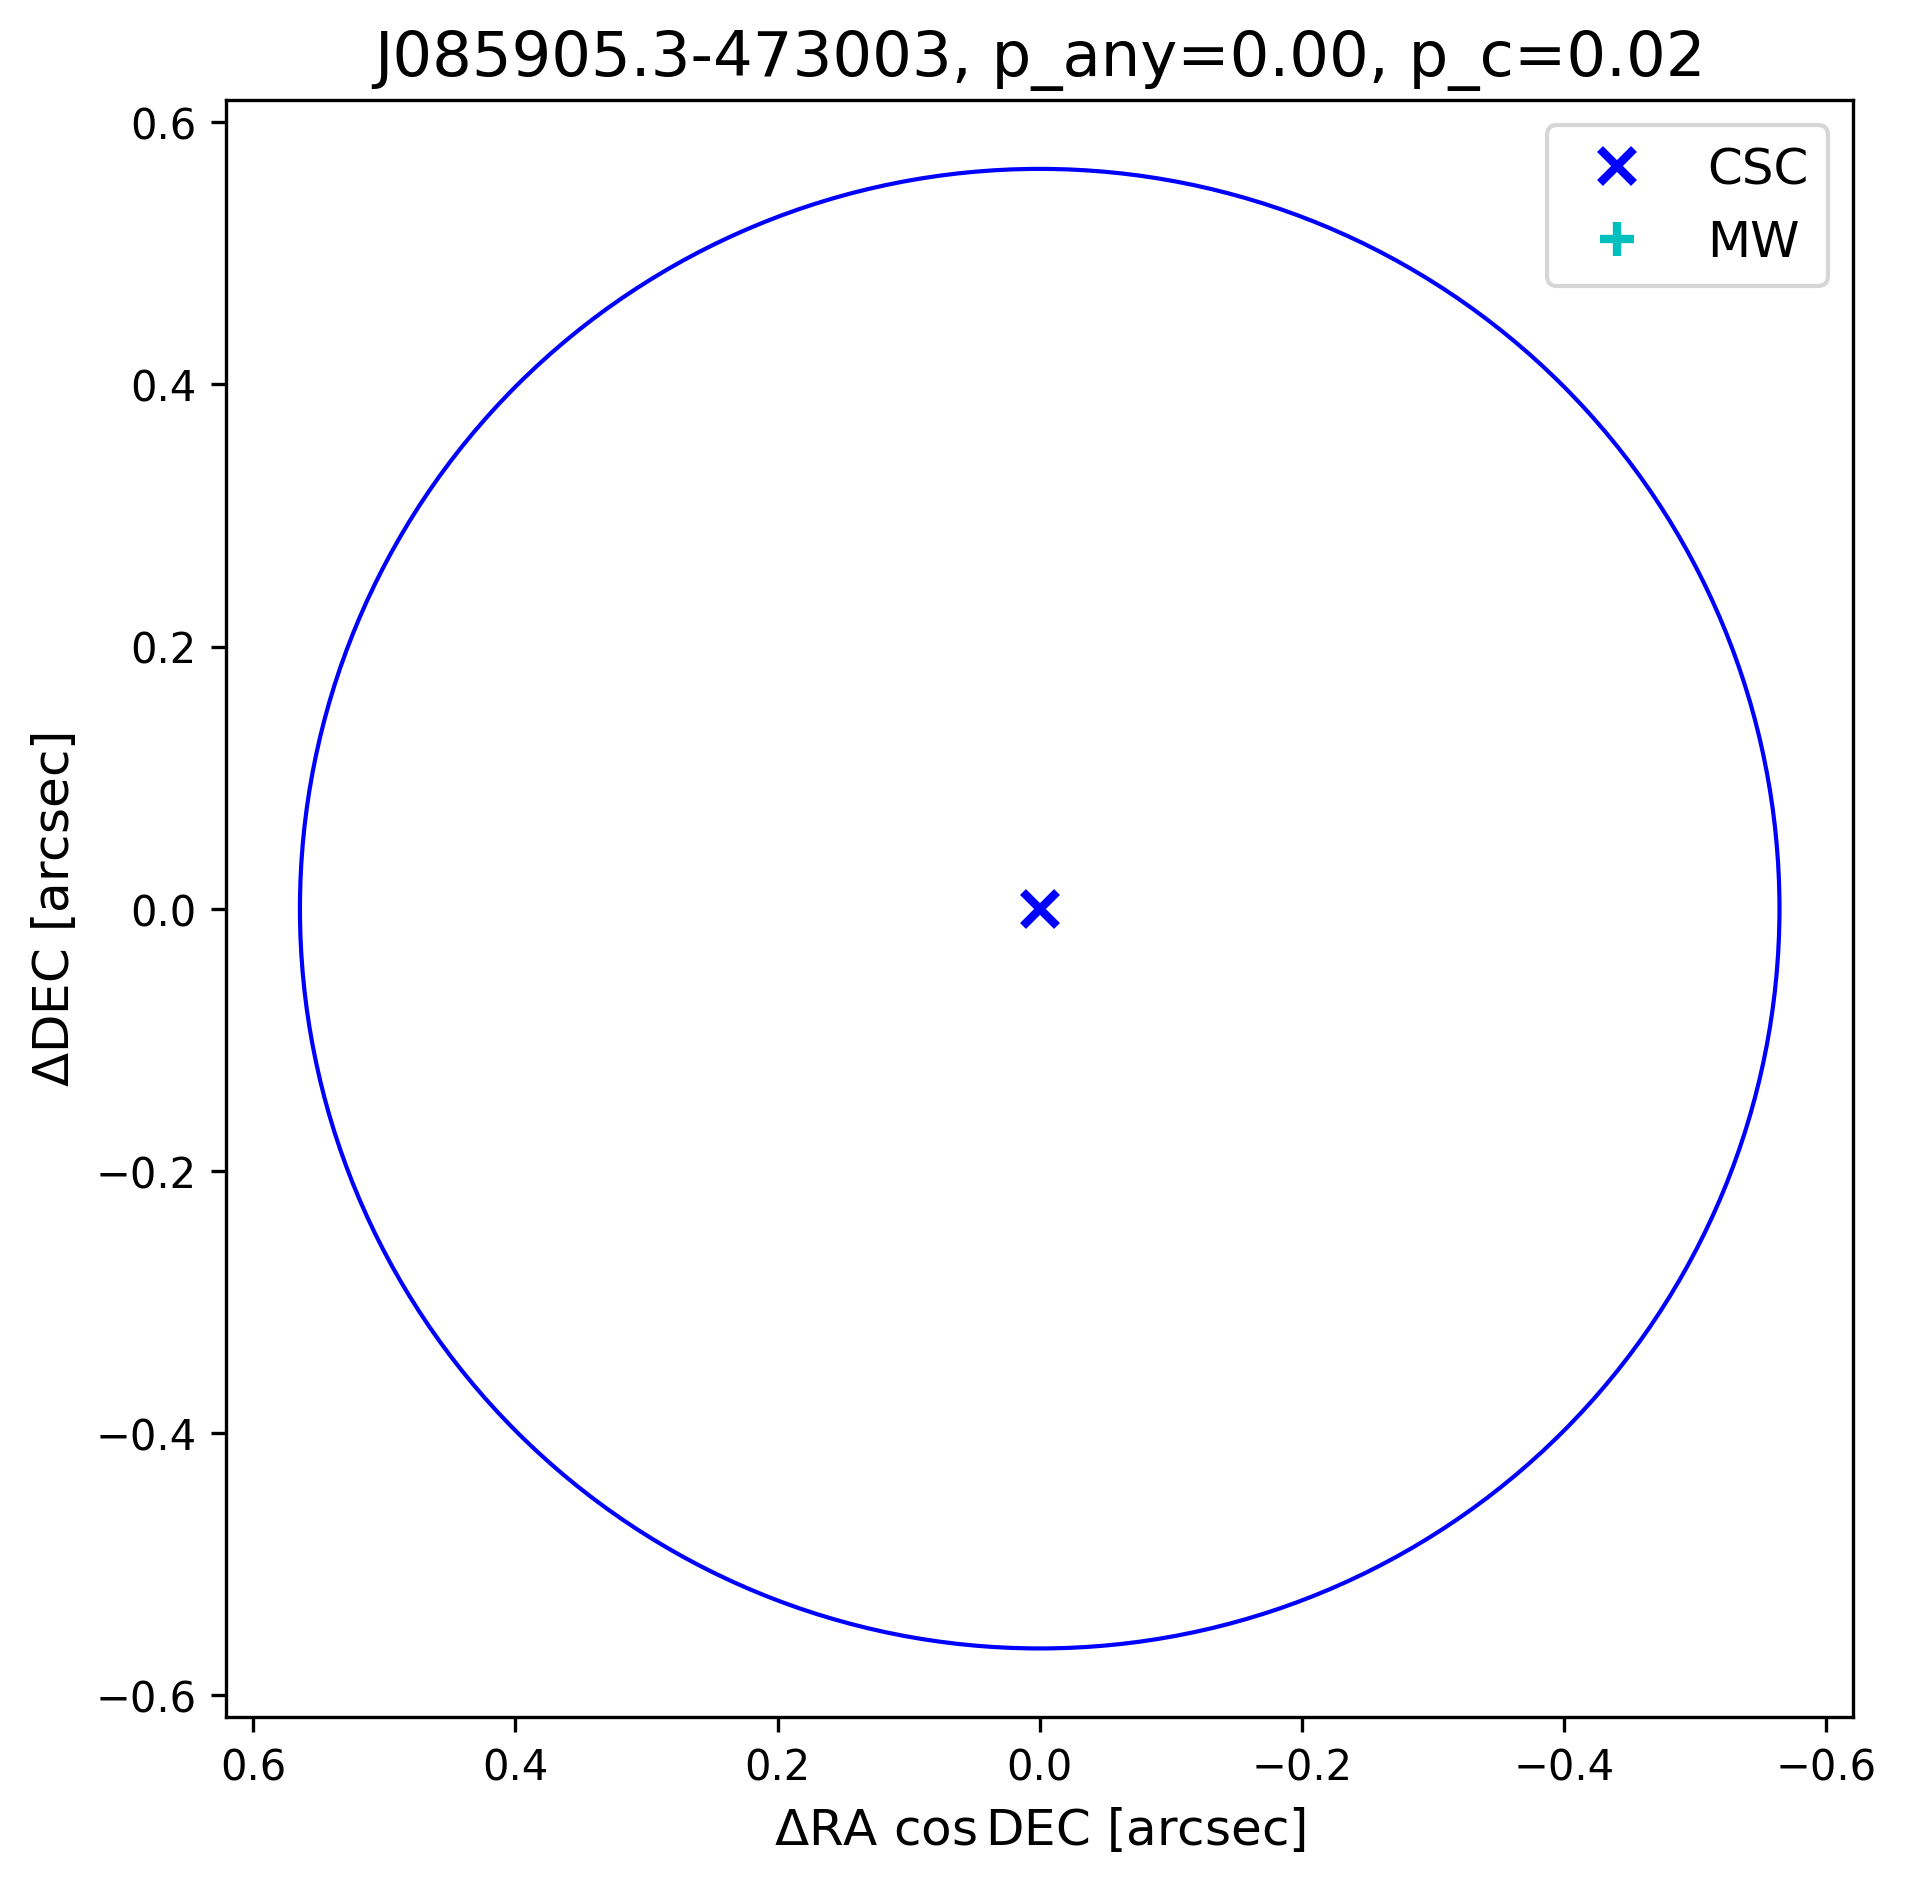 J085905.3-473003, p_any=0.00, p_c=0.02
CSC
MW
0.6
0.4
0.2
0.0
−0.2
−0.4
−0.6
ΔDEC [arcsec]
0.6 0.4 0.2 0.0 −0.2 −0.4 −0.6
ΔRA cos DEC [arcsec]